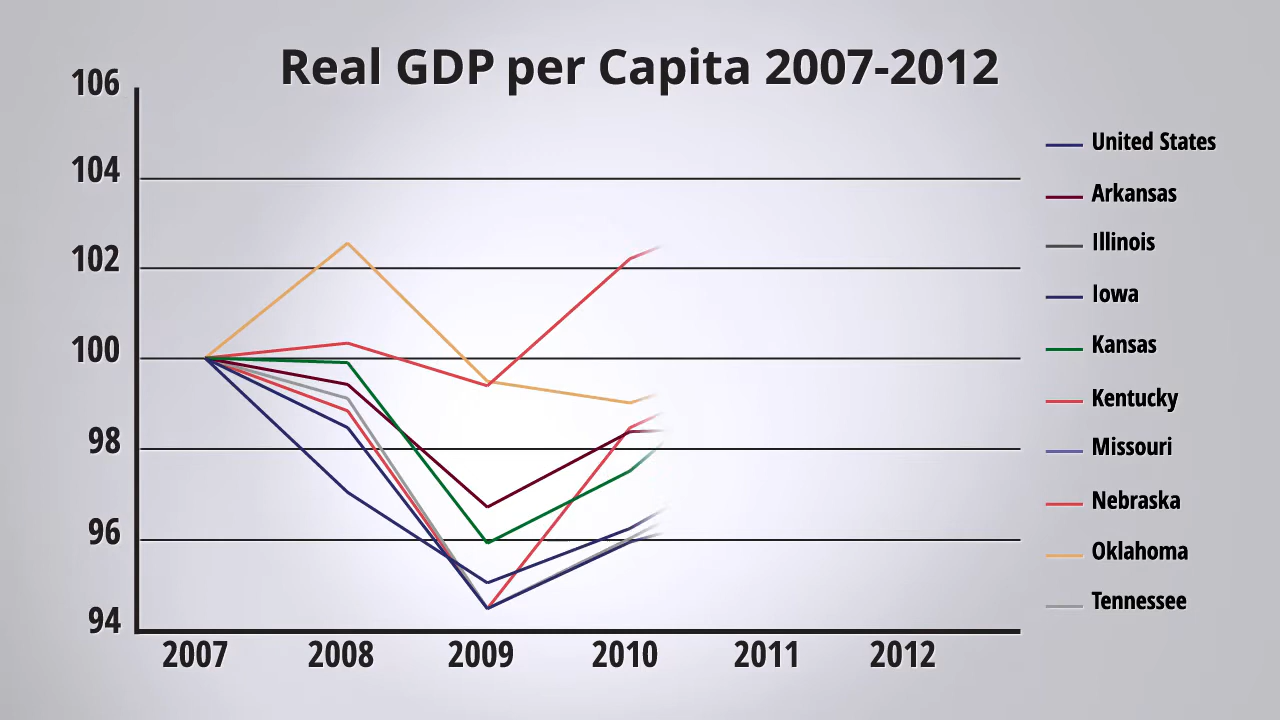 Real GDP per Capita 2007-2012
106
104
102
100
98
96
94
2007 2008 2009 2010 2011 2012
United States
Arkansas
Illinois
Iowa
Kansas
Kentucky
Missouri
Nebraska
Oklahoma
Tennessee